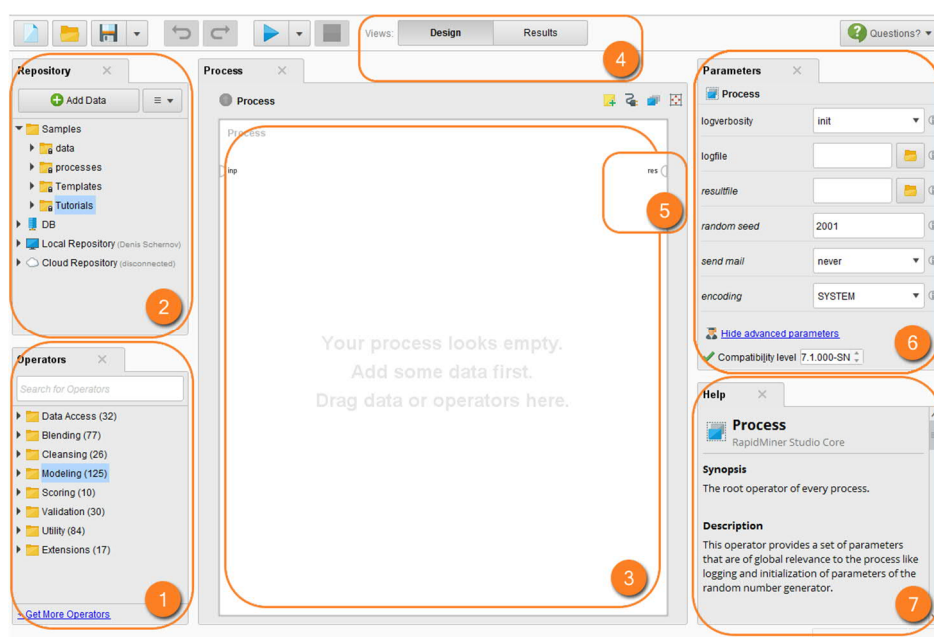 Views:
Design
Results
4
Questions?
Repository
Add Data
Samples
data
processes
Templates
Tutorials
DB
Local Repository (Denis Schernov)
Cloud Repository (disconnected)
2
Operators
Search for Operators
Data Access (32)
Blending (77)
Cleansing (26)
Modeling (125)
Scoring (10)
Validation (30)
Utility (84)
Extensions (17)
Get More Operators
1
Process
Process
Process
inp
res
5
Your process looks empty.
Add some data first.
Drag data or operators here.
3
Parameters
Process
logverbosity
init
logfile
resultfile
random seed
2001
send mail
never
encoding
SYSTEM
Hide advanced parameters
Compatibility level 7.1.000-SN
6
Help
Process
RapidMiner Studio Core
Synopsis
The root operator of every process.
Description
This operator provides a set of parameters
that are of global relevance to the process like
logging and initialization of parameters of the
random number generator.
7